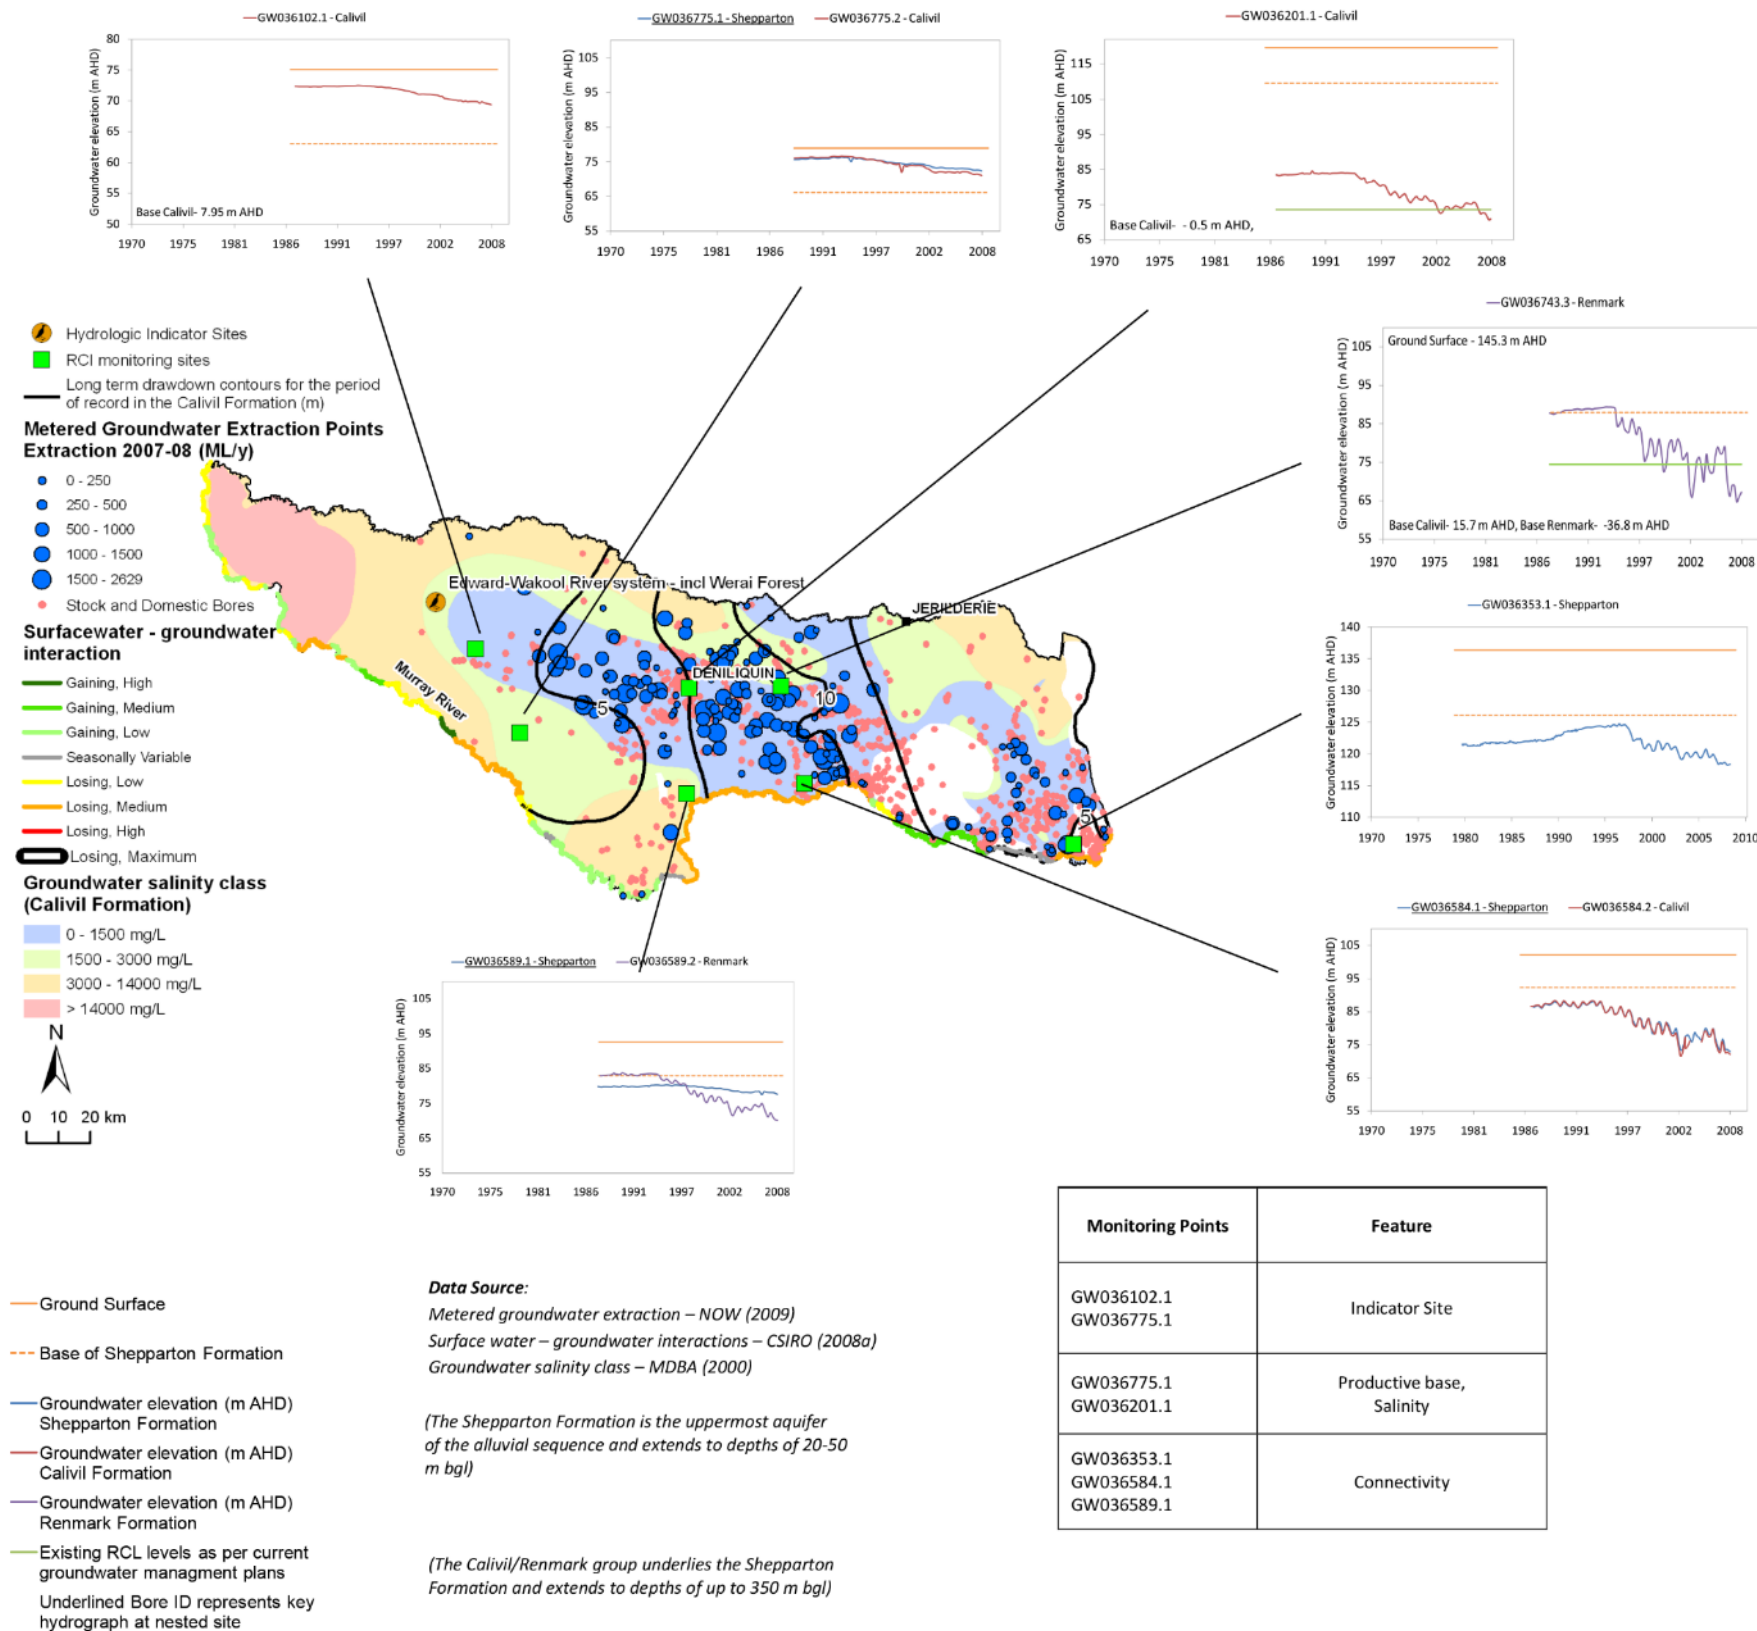 GW036102.1 - Calivil
Groundwater elevation (m AHD)
80
75
70
65
60
55
50
Base Calivil- 7.95 m AHD
1970 1975 1981 1986 1991 1997 2002 2008
GW036775.1 - Shepparton GW036775.2 - Calivil
Groundwater elevation (m AHD)
105
95
85
75
65
55
1970 1975 1981 1986 1991 1997 2002 2008
GW036201.1 - Calivil
Groundwater elevation (m AHD)
115
105
95
85
75
65
Base Calivil- - 0.5 m AHD,
1970 1975 1981 1986 1991 1997 2002 2008
GW036743.3 - Renmark
Groundwater elevation (m AHD)
Ground Surface - 145.3 m AHD
105
95
85
75
65
55
Base Calivil- 15.7 m AHD, Base Renmark- -36.8 m AHD
1970 1975 1981 1986 1991 1997 2002 2008
GW036353.1 - Shepparton
Groundwater elevation (m AHD)
140
135
130
125
120
115
110
1970 1975 1980 1985 1990 1995 2000 2005 2010
GW036584.1 - Shepparton GW036584.2 - Calivil
Groundwater elevation (m AHD)
105
95
85
75
65
55
1970 1975 1981 1986 1991 1997 2002 2008
GW036589.1 - Shepparton GW036589.2 - Renmark
Groundwater elevation (m AHD)
105
95
85
75
65
55
1970 1975 1981 1986 1991 1997 2002 2008
Hydrologic Indicator Sites
RCI monitoring sites
Long term drawdown contours for the period
of record in the Calivil Formation (m)
Metered Groundwater Extraction Points
Extraction 2007-08 (ML/y)
0 - 250
250 - 500
500 - 1000
1000 - 1500
1500 - 2629
Stock and Domestic Bores
Surfacewater - groundwater
interaction
Gaining, High
Gaining, Medium
Gaining, Low
Seasonally Variable
Losing, Low
Losing, Medium
Losing, High
Losing, Maximum
Groundwater salinity class
(Calivil Formation)
0 - 1500 mg/L
1500 - 3000 mg/L
3000 - 14000 mg/L
> 14000 mg/L
N
0 10 20 km
Edward-Wakool River system - incl Werai Forest
JERILDERIE
DENILIQUIN
Murray River
5
10
5
Monitoring Points Feature
GW036102.1
GW036775.1
Indicator Site
GW036775.1
GW036201.1
Productive base,
Salinity
GW036353.1
GW036584.1
GW036589.1
Connectivity
Ground Surface
Base of Shepparton Formation
Groundwater elevation (m AHD)
Shepparton Formation
Groundwater elevation (m AHD)
Calivil Formation
Groundwater elevation (m AHD)
Renmark Formation
Existing RCL levels as per current
groundwater managment plans
Underlined Bore ID represents key
hydrograph at nested site
Data Source:
Metered groundwater extraction – NOW (2009)
Surface water – groundwater interactions – CSIRO (2008a)
Groundwater salinity class – MDBA (2000)
(The Shepparton Formation is the uppermost aquifer
of the alluvial sequence and extends to depths of 20-50
m bgl)
(The Calivil/Renmark group underlies the Shepparton
Formation and extends to depths of up to 350 m bgl)